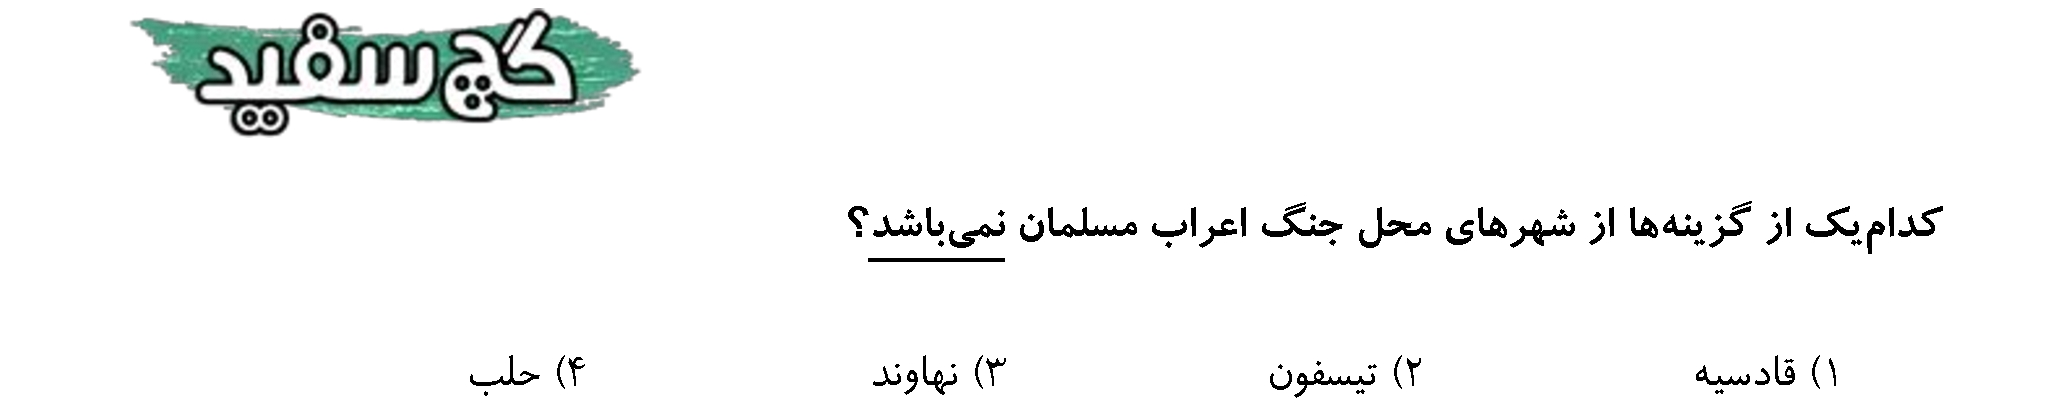 گچ سفید
کدام‌یک از گزینه‌ها از شهرهای محل جنگ اعراب مسلمان نمی‌باشد؟
۱) قادسیه ۲) تیسفون ۳) نهاوند ۴) حلب